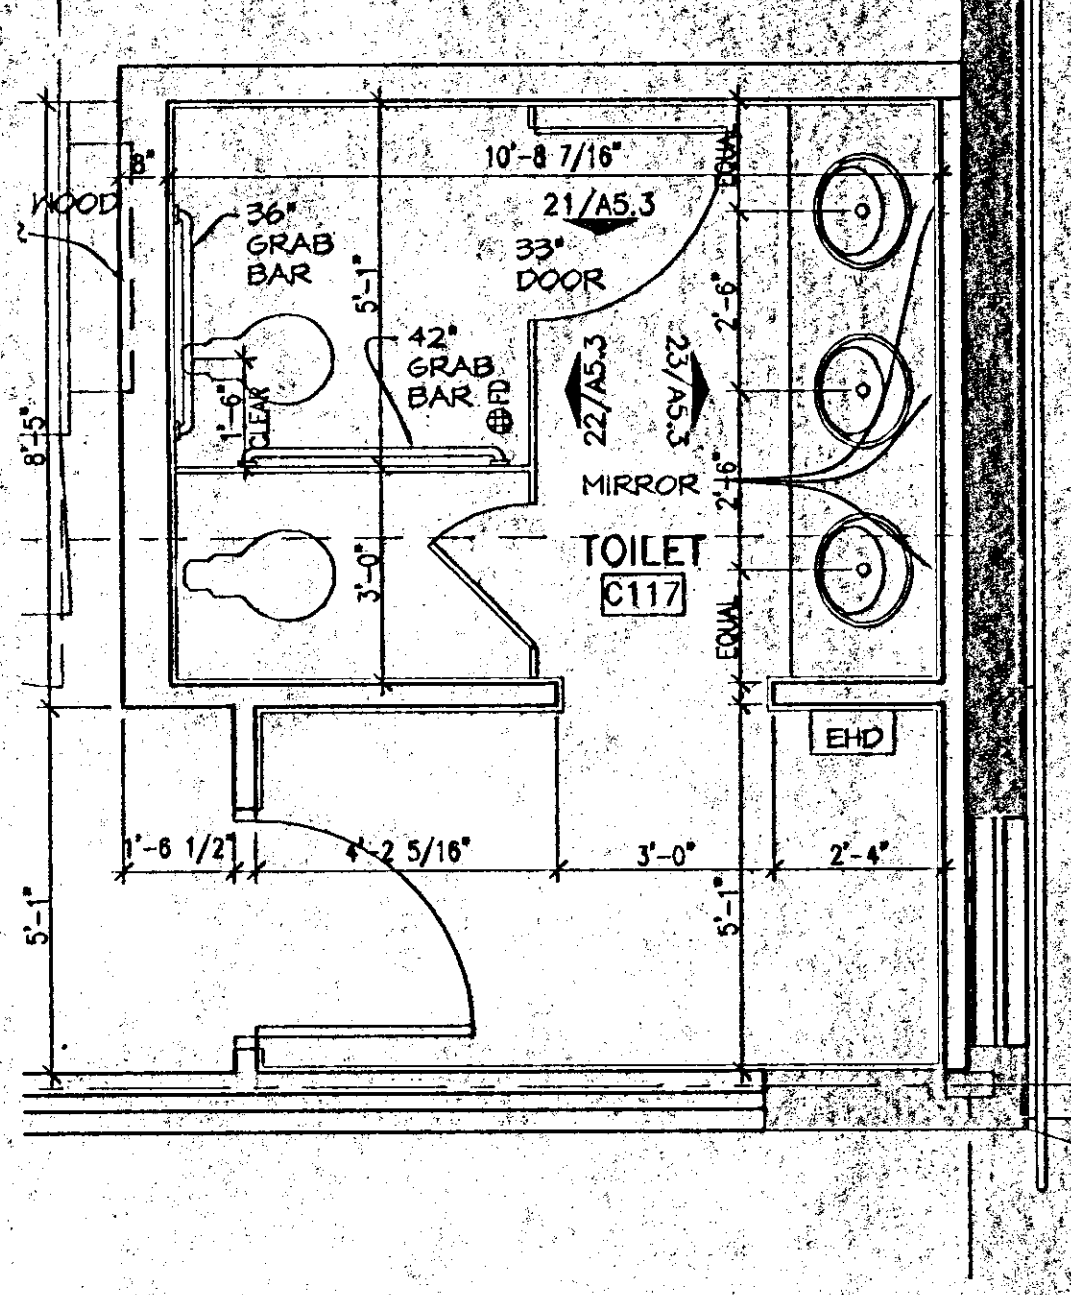 8"
10'-8 7/16"
EQUAL
WOOD
36"
GRAB
BAR
21/A5.3
33"
DOOR
5'-1"
2'-6"
42"
GRAB
BAR
FD
22/A5.3
23/A5.3
1'-6"
CLEAR
8'-5"
MIRROR
2'-6"
TOILET
C117
3'-0"
EQUAL
EHD
1'-6 1/2"
4'-2 5/16"
3'-0"
2'-4"
5'-1"
5'-1"